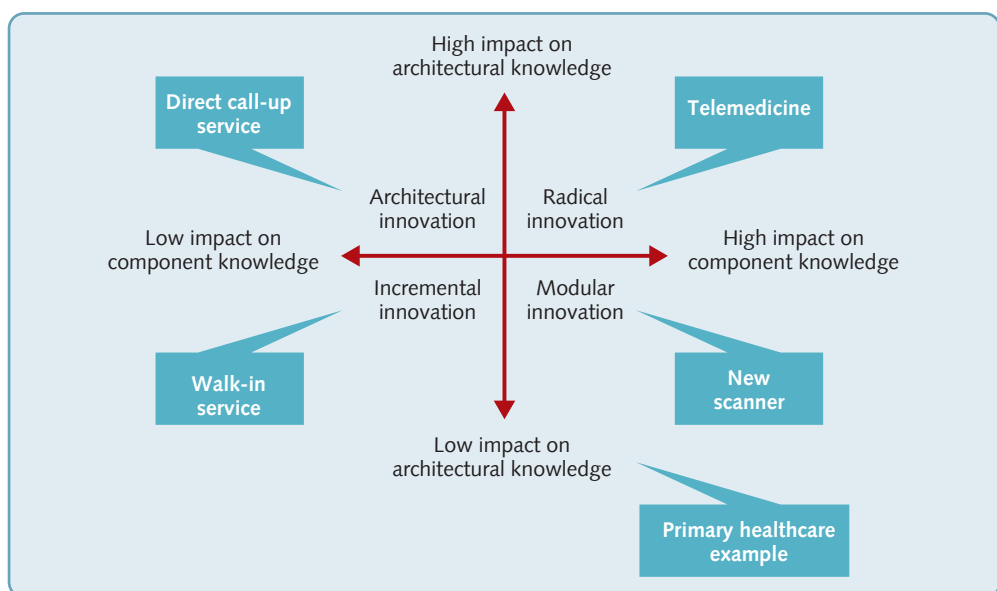 High impact on
architectural knowledge
Direct call-up
service
Telemedicine
Architectural
innovation
Radical
innovation
Low impact on
component knowledge
High impact on
component knowledge
Incremental
innovation
Modular
innovation
Walk-in
service
New
scanner
Low impact on
architectural knowledge
Primary healthcare
example